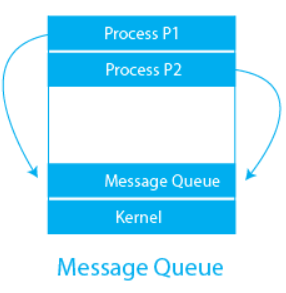 Process P1
Process P2
Message Queue
Kernel
Message Queue